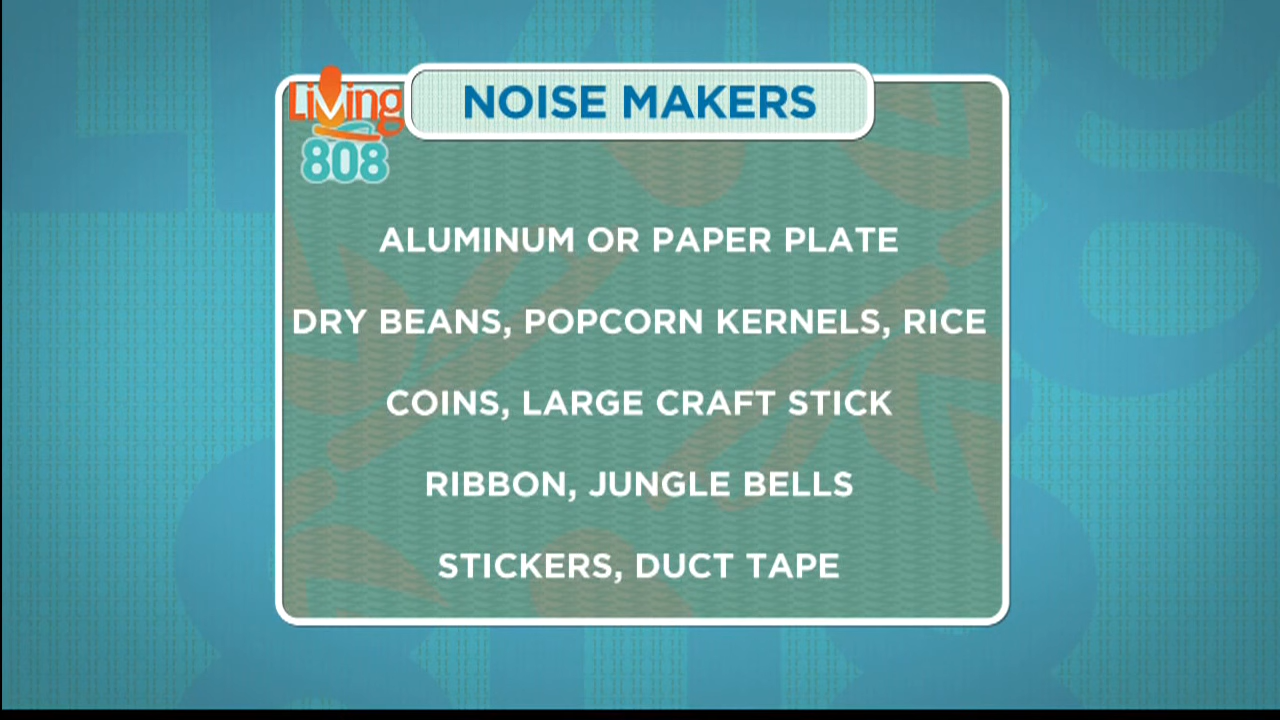 Living
808
NOISE MAKERS
ALUMINUM OR PAPER PLATE
DRY BEANS, POPCORN KERNELS, RICE
COINS, LARGE CRAFT STICK
RIBBON, JUNGLE BELLS
STICKERS, DUCT TAPE